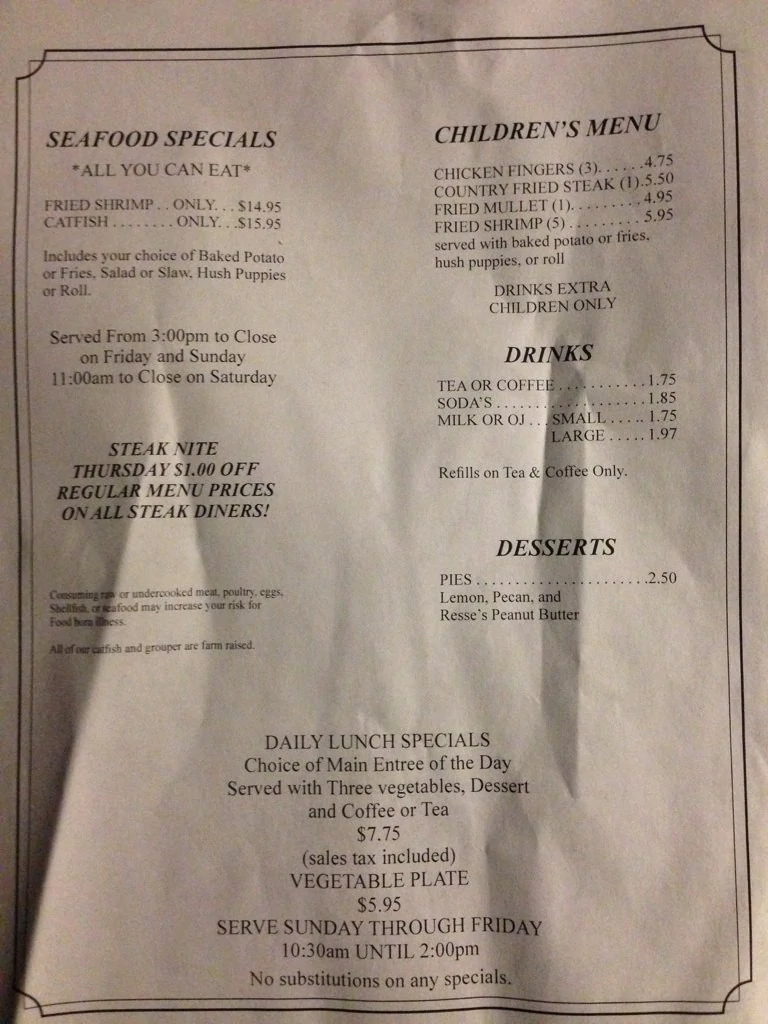 SEAFOOD SPECIALS
*ALL YOU CAN EAT*
FRIED SHRIMP . . ONLY. . . $14.95
CATFISH . . . . . . . . ONLY. . .$15.95
Includes your choice of Baked Potato
or Fries, Salad or Slaw, Hush Puppies
or Roll.
Served From 3:00pm to Close
on Friday and Sunday
11:00am to Close on Saturday
STEAK NITE
THURSDAY $1.00 OFF
REGULAR MENU PRICES
ON ALL STEAK DINERS!
Consuming raw or undercooked meat, poultry, eggs,
Shellfish, or seafood may increase your risk for
Food born illness.
All of our catfish and grouper are farm raised.
CHILDREN'S MENU
CHICKEN FINGERS (3). . . . . .4.75
COUNTRY FRIED STEAK (1).5.50
FRIED MULLET (1). . . . . . . . . 4.95
FRIED SHRIMP (5) . . . . . . . . . 5.95
served with baked potato or fries,
hush puppies, or roll
DRINKS EXTRA
CHILDREN ONLY
DRINKS
TEA OR COFFEE . . . . . . . . . . .1.75
SODA'S . . . . . . . . . . . . . . . . . . .1.85
MILK OR OJ . . . SMALL . . . . . 1.75
LARGE . . . . . 1.97
Refills on Tea & Coffee Only.
DESSERTS
PIES . . . . . . . . . . . . . . . . . . . . . .2.50
Lemon, Pecan, and
Resse's Peanut Butter
DAILY LUNCH SPECIALS
Choice of Main Entree of the Day
Served with Three vegetables, Dessert
and Coffee or Tea
$7.75
(sales tax included)
VEGETABLE PLATE
$5.95
SERVE SUNDAY THROUGH FRIDAY
10:30am UNTIL 2:00pm
No substitutions on any specials.